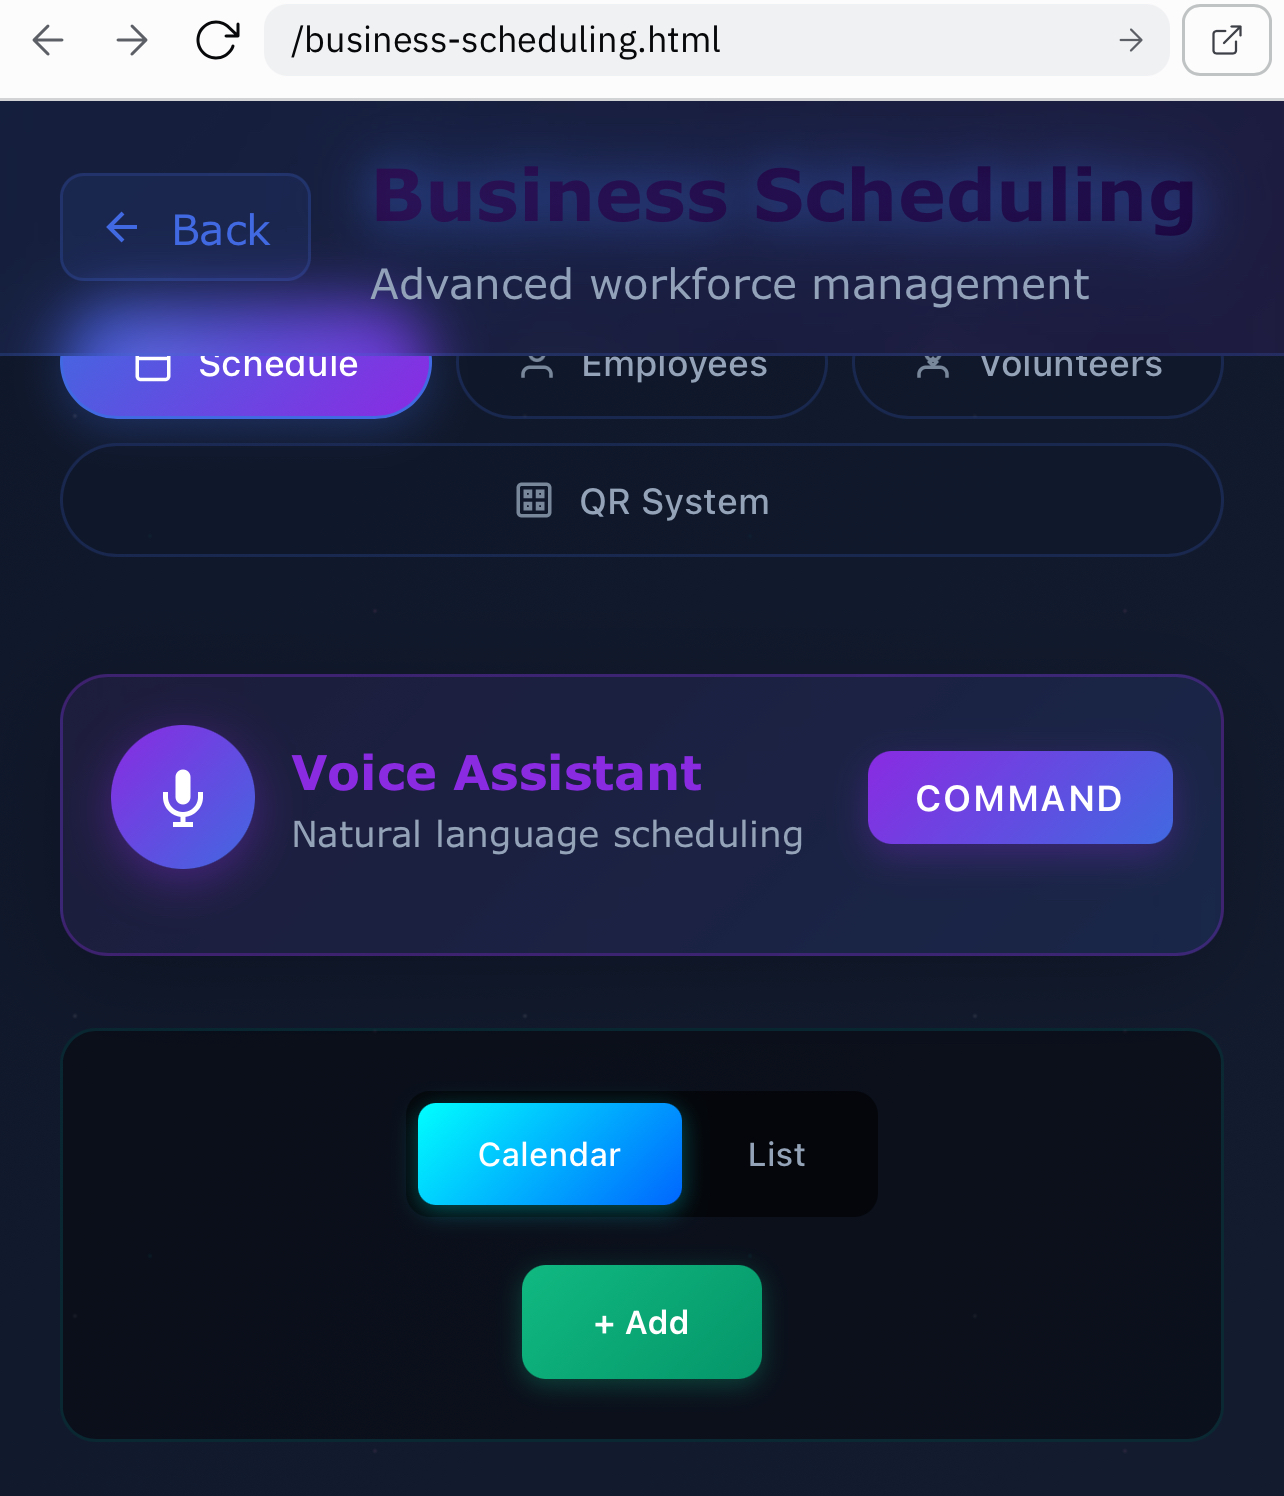 /business-scheduling.html
Back
Business Scheduling
Advanced workforce management
Schedule
Employees
Volunteers
QR System
Voice Assistant
Natural language scheduling
COMMAND
Calendar
List
+ Add